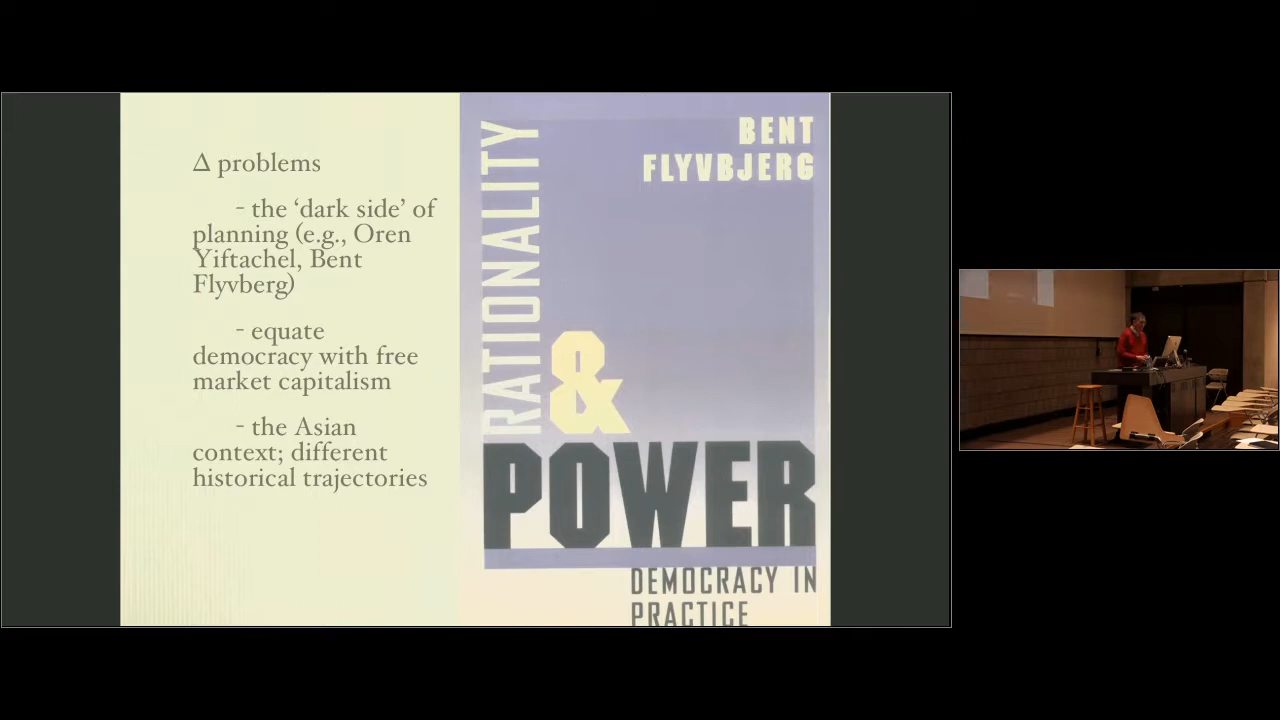 Δ problems
- the ‘dark side’ of
planning (e.g., Oren
Yiftachel, Bent
Flyvberg)
- equate
democracy with free
market capitalism
- the Asian
context; different
historical trajectories
BENT
FLYVBJERG
RATIONALITY
&
POWER
DEMOCRACY IN
PRACTICE